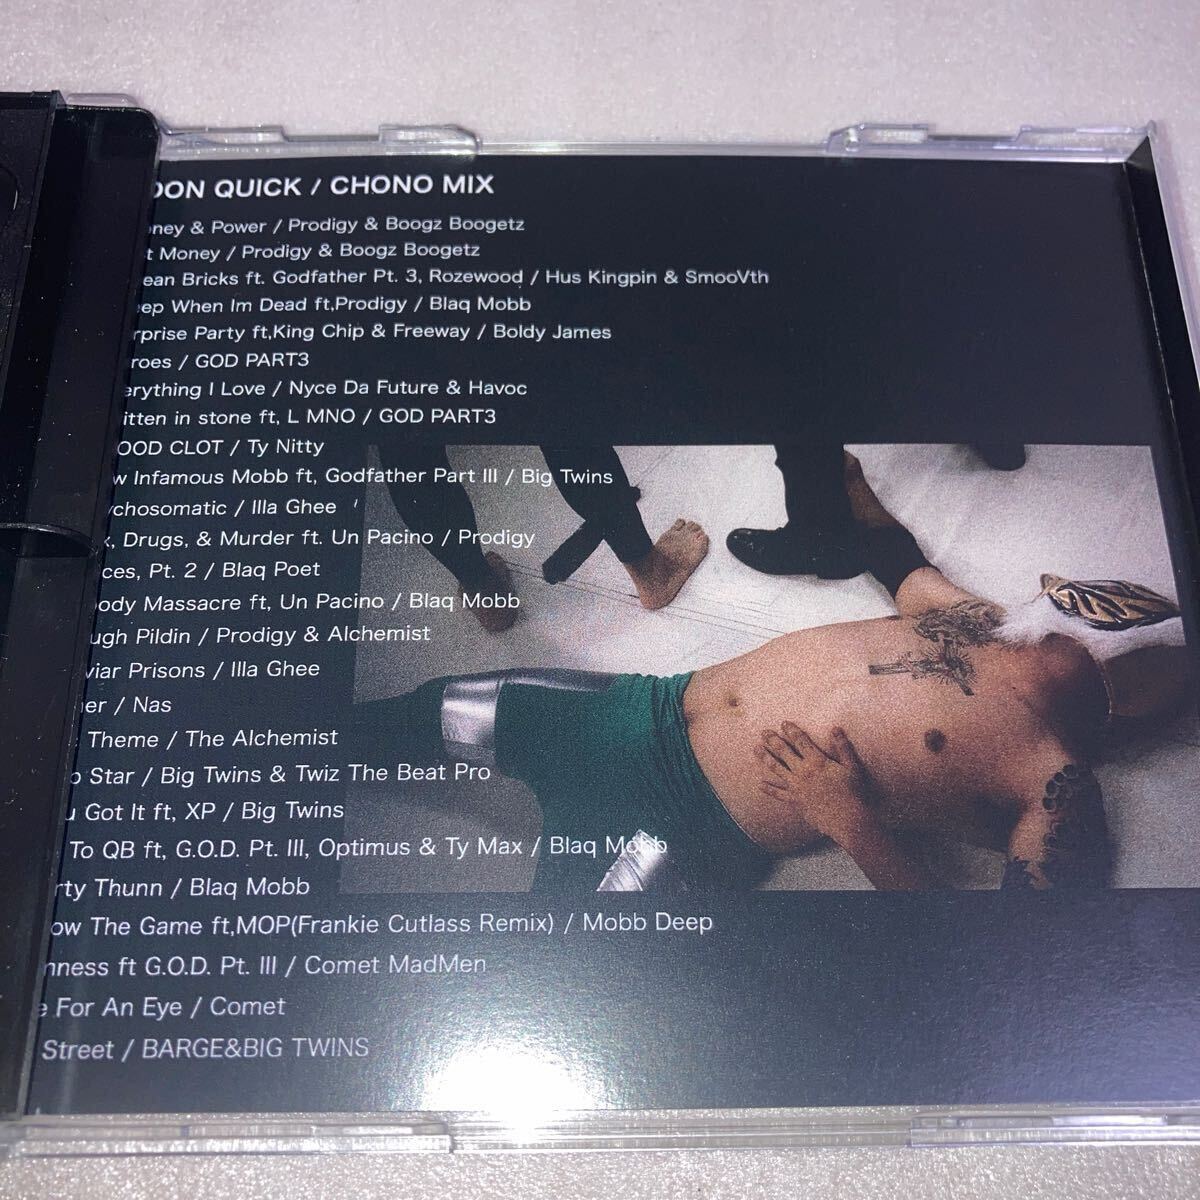 OON QUICK / CHONO MIX
ney & Power / Prodigy & Boogz Boogetz
t Money / Prodigy & Boogz Boogetz
ean Bricks ft. Godfather Pt. 3, Rozewood / Hus Kingpin & SmooVth
ep When Im Dead ft,Prodigy / Blaq Mobb
rprise Party ft,King Chip & Freeway / Boldy James
roes / GOD PART3
erything I Love / Nyce Da Future & Havoc
itten in stone ft, L MNO / GOD PART3
OOD CLOT / Ty Nitty
w Infamous Mobb ft, Godfather Part III / Big Twins
ychosomatic / Illa Ghee
x, Drugs, & Murder ft. Un Pacino / Prodigy
ces, Pt. 2 / Blaq Poet
oody Massacre ft, Un Pacino / Blaq Mobb
ugh Pildin / Prodigy & Alchemist
viar Prisons / Illa Ghee
er / Nas
Theme / The Alchemist
p Star / Big Twins & Twiz The Beat Pro
u Got It ft, XP / Big Twins
To QB ft, G.O.D. Pt. III, Optimus & Ty Max / Blaq Mobb
rty Thunn / Blaq Mobb
ow The Game ft,MOP(Frankie Cutlass Remix) / Mobb Deep
nness ft G.O.D. Pt. III / Comet MadMen
e For An Eye / Comet
Street / BARGE&BIG TWINS